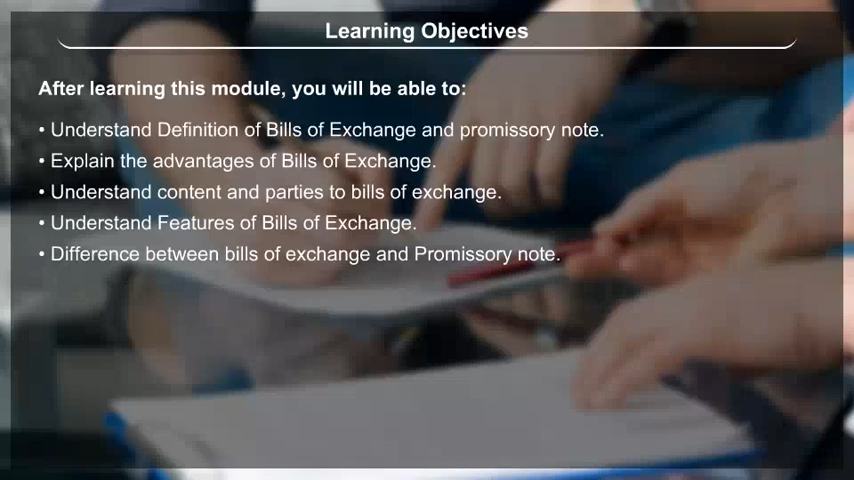 Learning Objectives
After learning this module, you will be able to:
• Understand Definition of Bills of Exchange and promissory note.
• Explain the advantages of Bills of Exchange.
• Understand content and parties to bills of exchange.
• Understand Features of Bills of Exchange.
• Difference between bills of exchange and Promissory note.